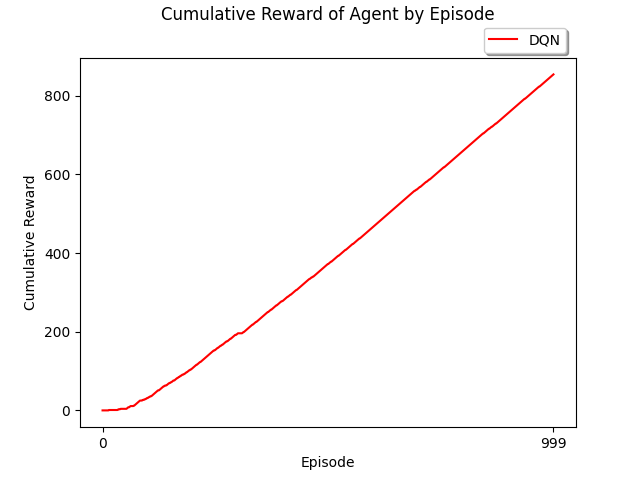 Cumulative Reward of Agent by Episode
DQN
800
600
400
200
0
Cumulative Reward
0
999
Episode